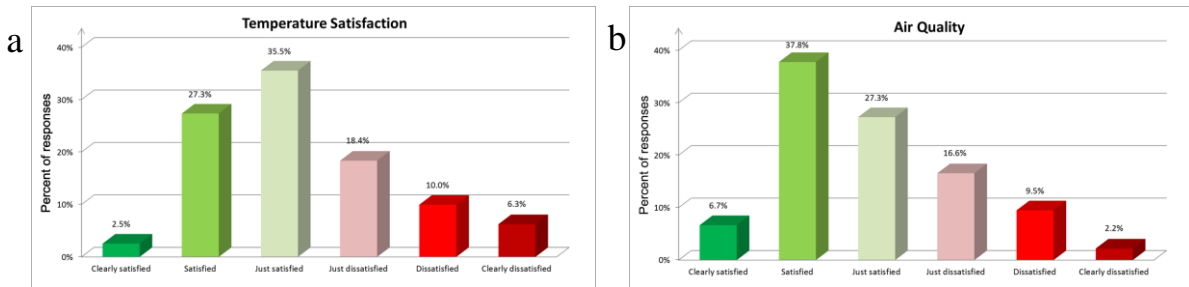 a
Temperature Satisfaction
Percent of responses
40%
30%
20%
10%
0%
2.5%
27.3%
35.5%
18.4%
10.0%
6.3%
Clearly satisfied
Satisfied
Just satisfied
Just dissatisfied
Dissatisfied
Clearly dissatisfied
b
Air Quality
Percent of responses
40%
30%
20%
10%
0%
6.7%
37.8%
27.3%
16.6%
9.5%
2.2%
Clearly satisfied
Satisfied
Just satisfied
Just dissatisfied
Dissatisfied
Clearly dissatisfied